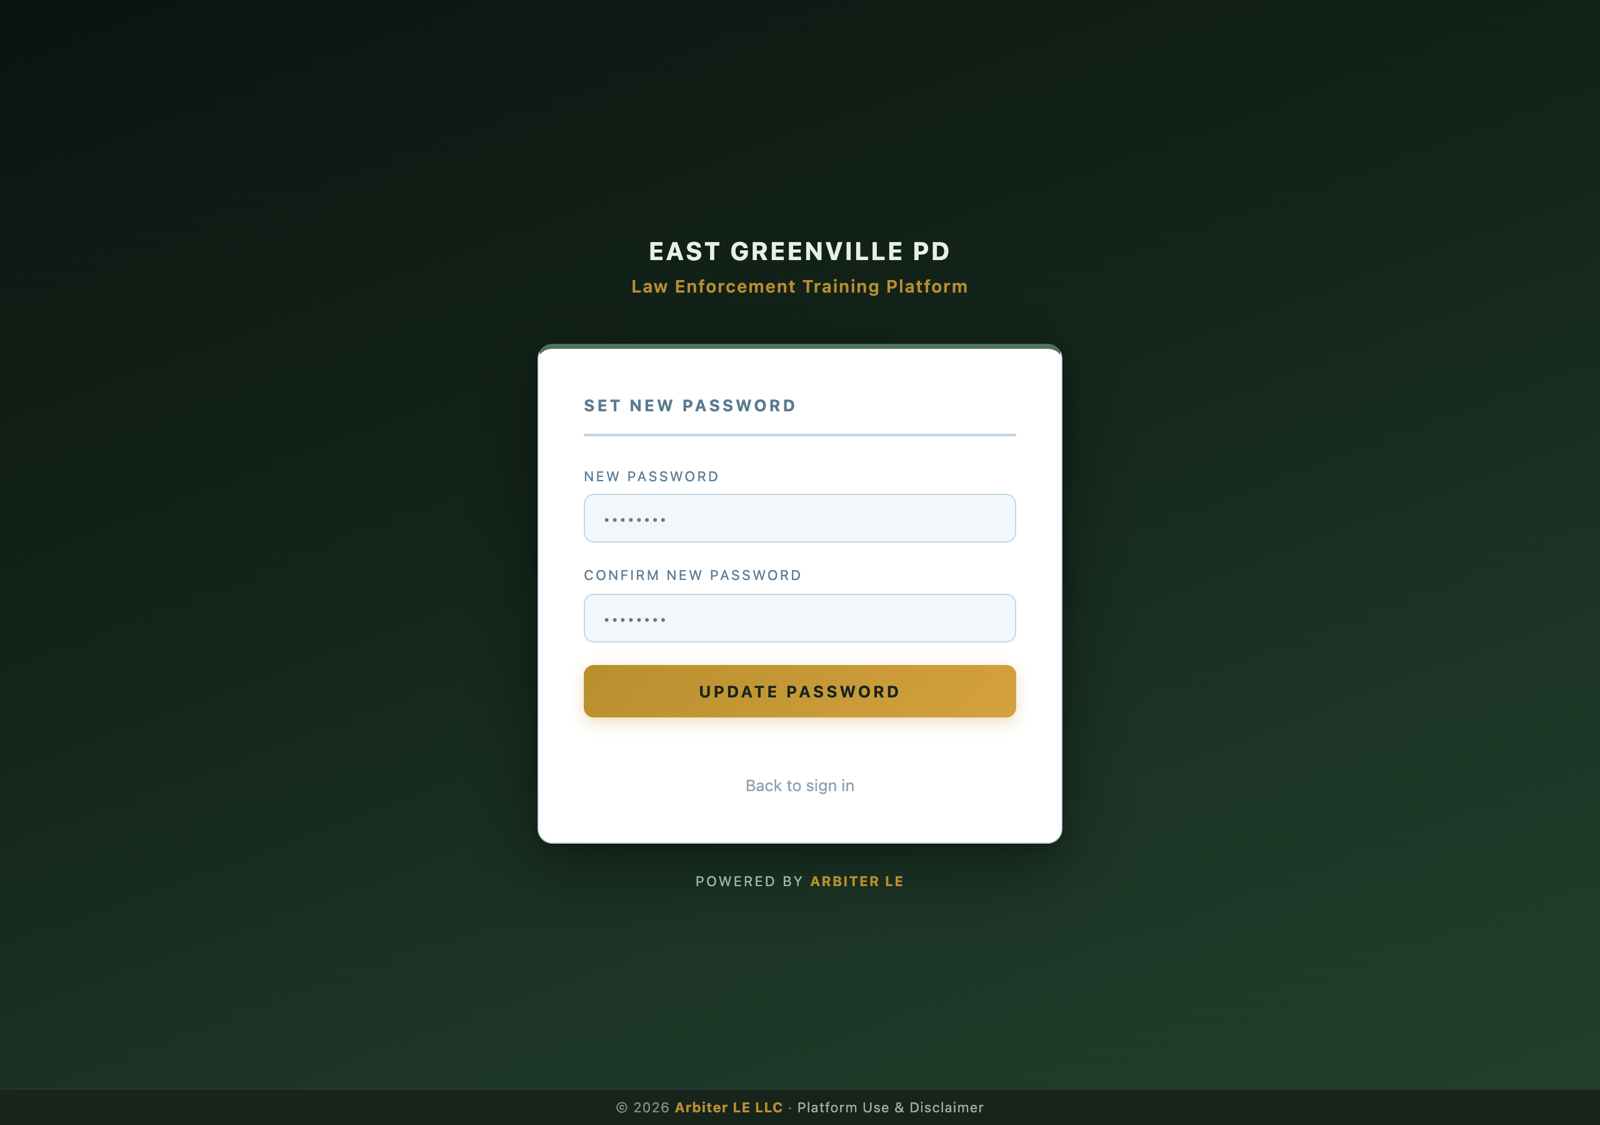 EAST GREENVILLE PD
Law Enforcement Training Platform
SET NEW PASSWORD
NEW PASSWORD
••••••••
CONFIRM NEW PASSWORD
••••••••
UPDATE PASSWORD
Back to sign in
POWERED BY ARBITER LE
© 2026 Arbiter LE LLC · Platform Use & Disclaimer